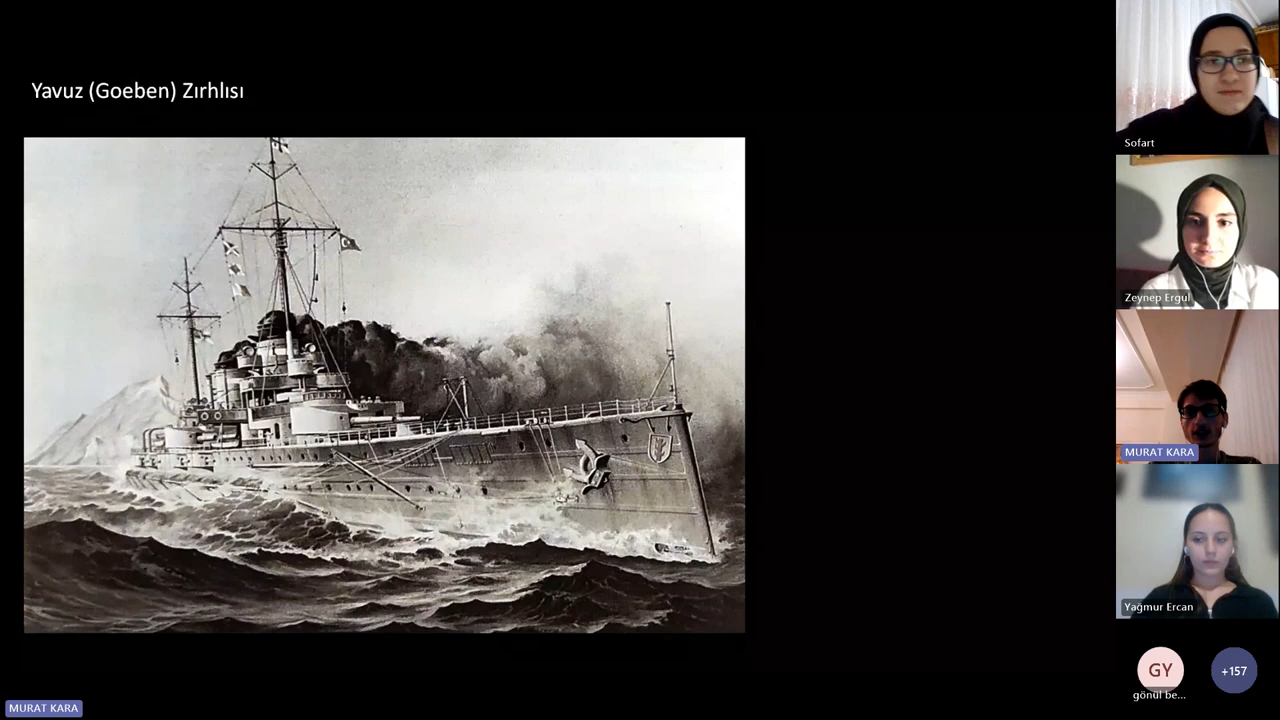 Yavuz (Goeben) Zırhlısı
Sofart
Zeynep Ergul
MURAT KARA
Yağmur Ercan
GY
+157
gönül be...
MURAT KARA